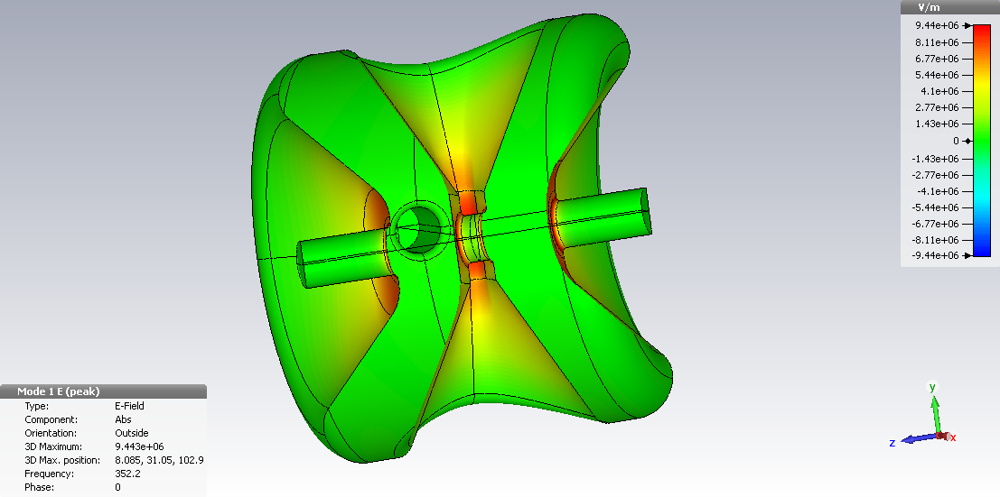 V/m
9.44e+06
8.11e+06
6.77e+06
5.44e+06
4.1e+06
2.77e+06
1.43e+06
0
-1.43e+06
-2.77e+06
-4.1e+06
-5.44e+06
-6.77e+06
-8.11e+06
-9.44e+06
Mode 1 E (peak)
Type: E-Field
Component: Abs
Orientation: Outside
3D Maximum: 9.443e+06
3D Max. position: 8.085, 31.05, 102.9
Frequency: 352.2
Phase: 0
y
z
x